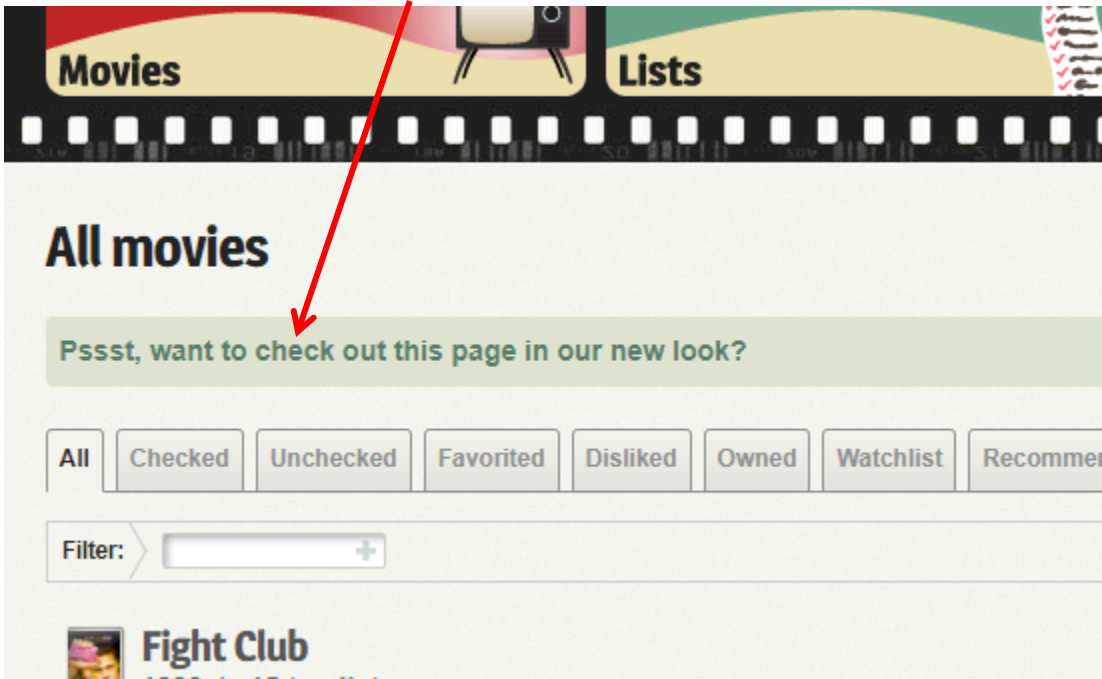 Movies
Lists
All movies
Pssst, want to check out this page in our new look?
All Checked Unchecked Favorited Disliked Owned Watchlist
Filter:
Fight Club